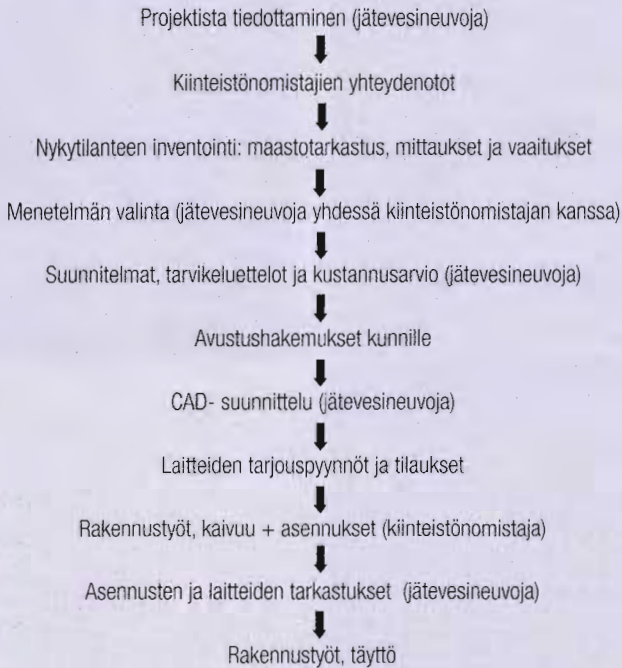 Projektista tiedottaminen (jätevesineuvoja)
Kiinteistönomistajien yhteydenotot
Nykytilanteen inventointi: maastotarkastus, mittaukset ja vaaitukset
Menetelmän valinta (jätevesineuvoja yhdessä kiinteistönomistajan kanssa)
Suunnitelmat, tarvikeluettelot ja kustannusarvio (jätevesineuvoja)
Avustushakemukset kunnille
CAD- suunnittelu (jätevesineuvoja)
Laitteiden tarjouspyynnöt ja tilaukset
Rakennustyöt, kaivuu + asennukset (kiinteistönomistaja)
Asennusten ja laitteiden tarkastukset (jätevesineuvoja)
Rakennustyöt, täyttö